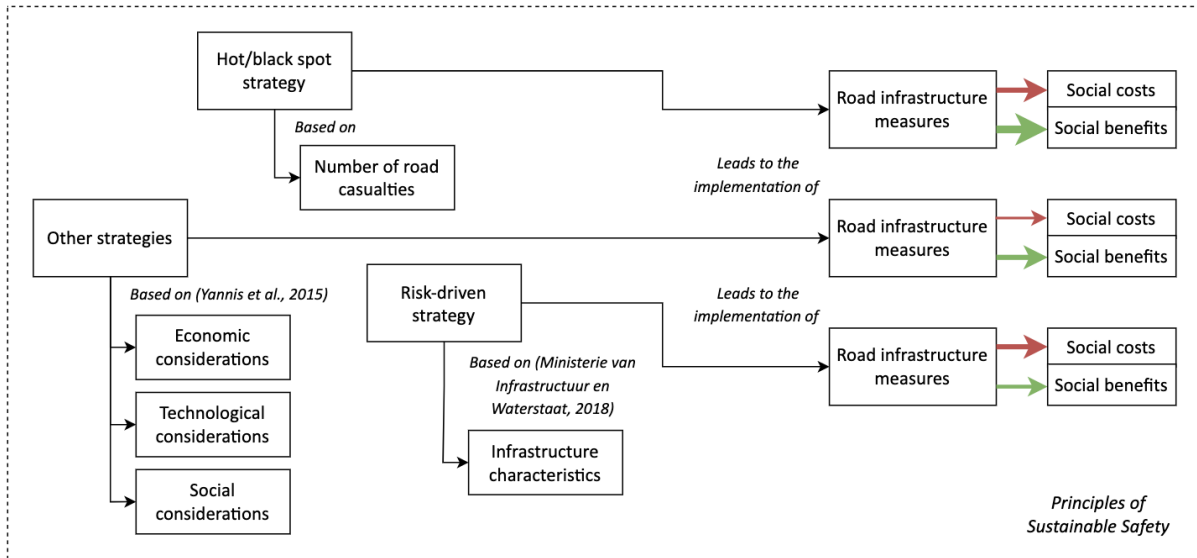 Hot/black spot
strategy
Based on
Number of road
casualties
Road infrastructure
measures
Social costs
Social benefits
Leads to the
implementation of
Other strategies
Road infrastructure
measures
Social costs
Social benefits
Based on (Yannis et al., 2015)
Economic
considerations
Technological
considerations
Social
considerations
Risk-driven
strategy
Based on (Ministerie van
Infrastructuur en
Waterstaat, 2018)
Infrastructure
characteristics
Leads to the
implementation of
Road infrastructure
measures
Social costs
Social benefits
Principles of
Sustainable Safety